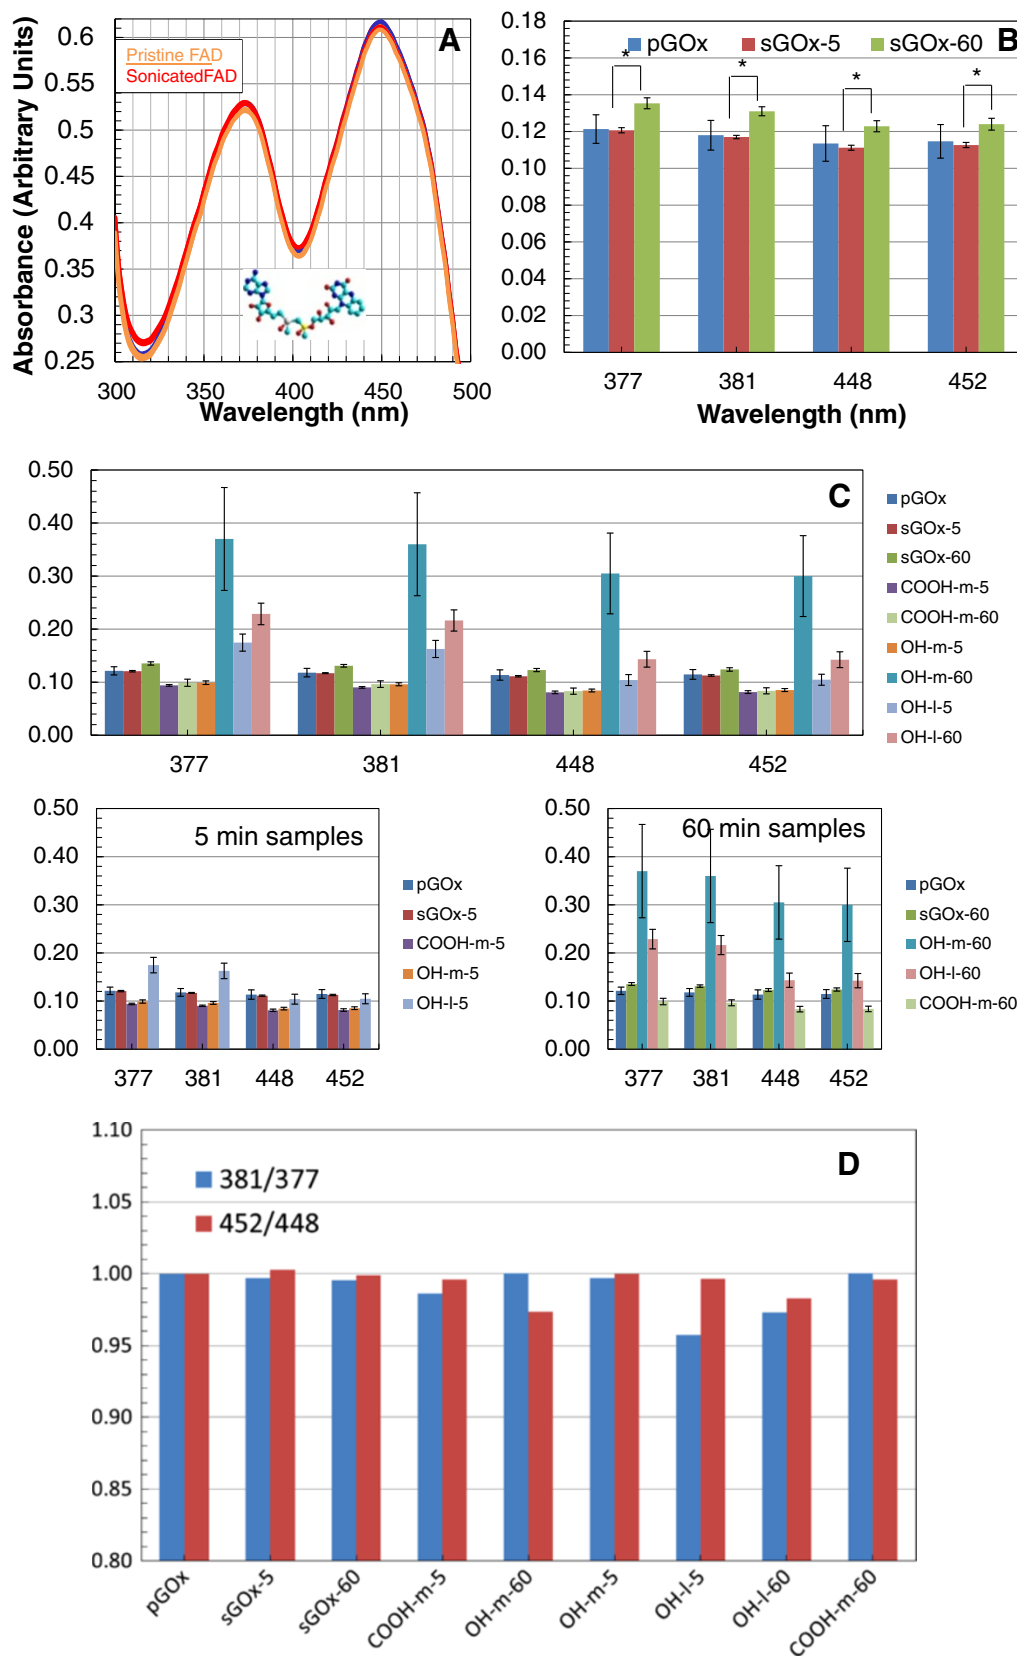 A
Absorbance (Arbitrary Units)
0.6
0.55
0.5
0.45
0.4
0.35
0.3
0.25
Pristine FAD
SonicatedFAD
300 350 400 450 500
Wavelength (nm)
B
pGOx sGOx-5 sGOx-60
0.18
0.16
0.14
0.12
0.10
0.08
0.06
0.04
0.02
0.00
* * * *
377 381 448 452
Wavelength (nm)
C
0.50
0.40
0.30
0.20
0.10
0.00
377 381 448 452
pGOx
sGOx-5
sGOx-60
COOH-m-5
COOH-m-60
OH-m-5
OH-m-60
OH-l-5
OH-l-60
5 min samples
0.50
0.40
0.30
0.20
0.10
0.00
377 381 448 452
pGOx
sGOx-5
COOH-m-5
OH-m-5
OH-l-5
60 min samples
0.50
0.40
0.30
0.20
0.10
0.00
377 381 448 452
pGOx
sGOx-60
OH-m-60
OH-l-60
COOH-m-60
D
381/377
452/448
1.10
1.05
1.00
0.95
0.90
0.85
0.80
pGOx
sGOx-5
sGOx-60
COOH-m-5
OH-m-60
OH-m-5
OH-l-5
OH-l-60
COOH-m-60